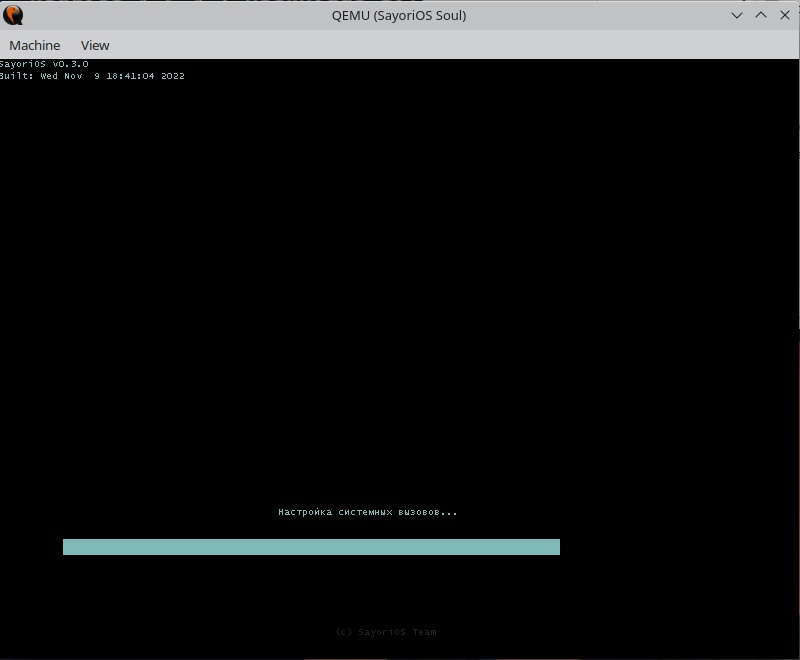 QEMU (SayoriOS Soul)
Machine View
SayoriOS v0.3.0
Built: Wed Nov  9 18:41:04 2022
Настройка системных вызовов...
(c) SayoriOS Team